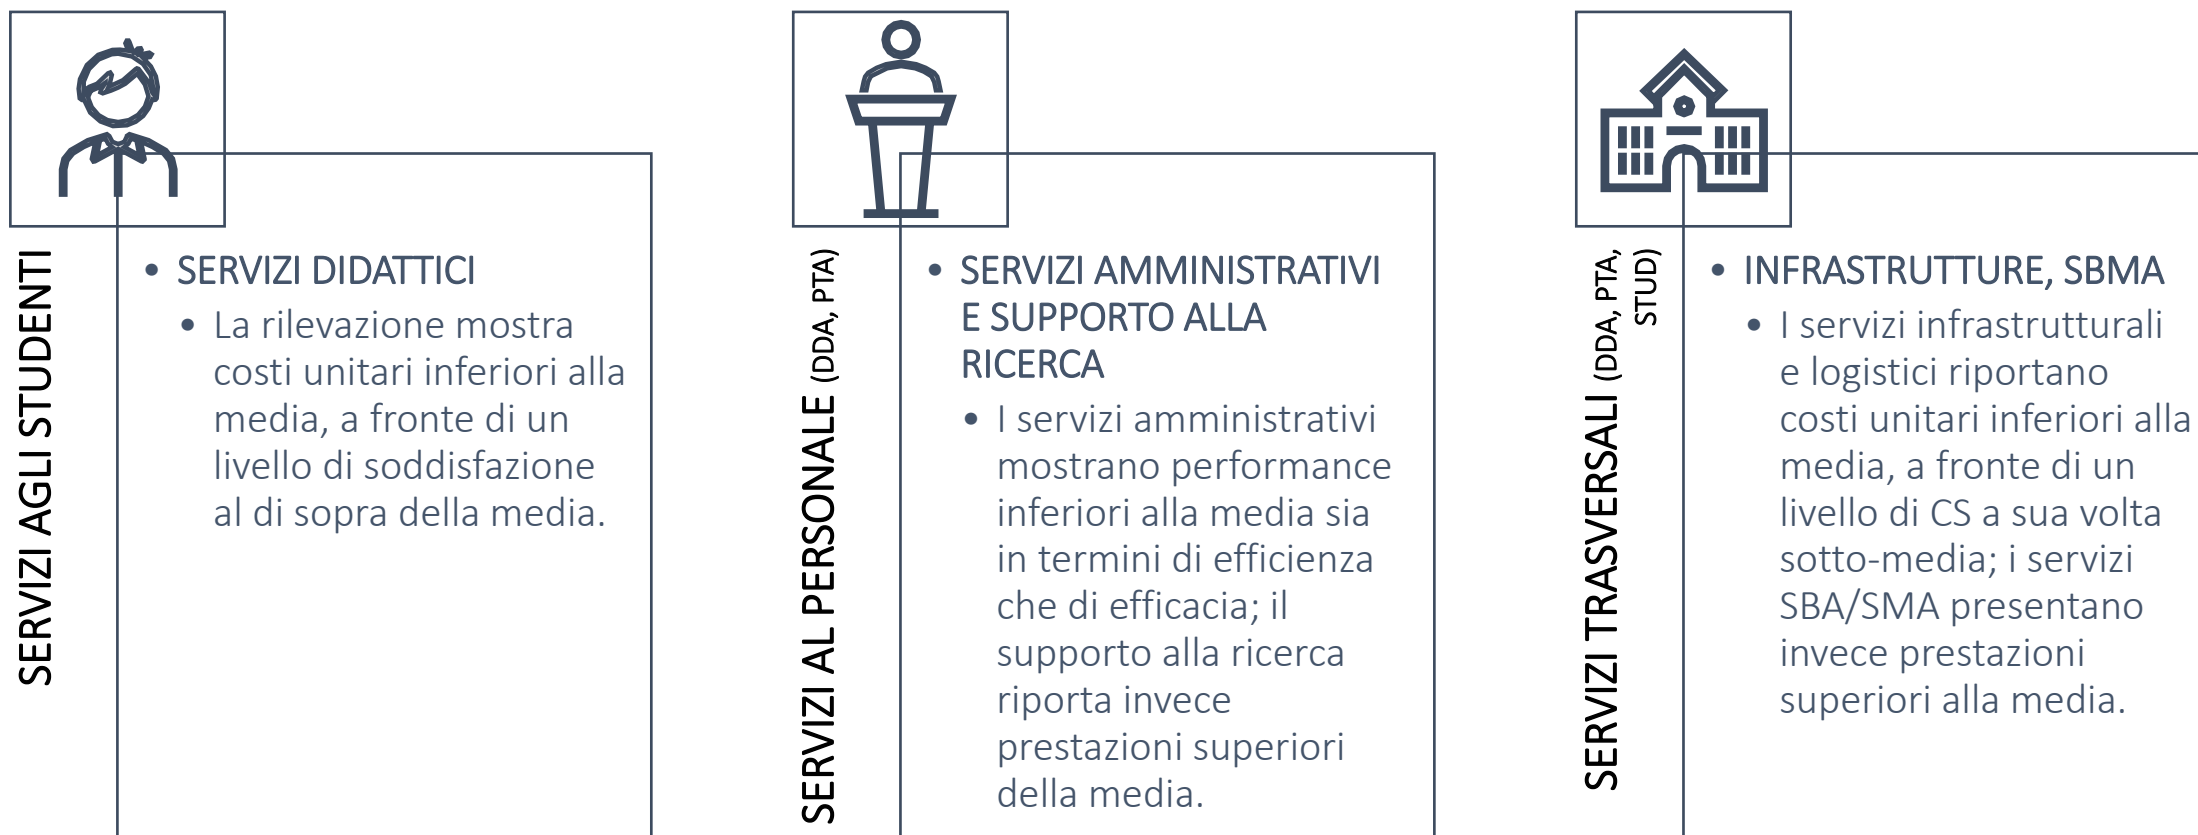 SERVIZI AGLI STUDENTI
• SERVIZI DIDATTICI
• La rilevazione mostra
costi unitari inferiori alla
media, a fronte di un
livello di soddisfazione
al di sopra della media.
SERVIZI AL PERSONALE (DDA, PTA)
• SERVIZI AMMINISTRATIVI
E SUPPORTO ALLA
RICERCA
• I servizi amministrativi
mostrano performance
inferiori alla media sia
in termini di efficienza
che di efficacia; il
supporto alla ricerca
riporta invece
prestazioni superiori
della media.
SERVIZI TRASVERSALI (DDA, PTA,
STUD)
• INFRASTRUTTURE, SBMA
• I servizi infrastrutturali
e logistici riportano
costi unitari inferiori alla
media, a fronte di un
livello di CS a sua volta
sotto-media; i servizi
SBA/SMA presentano
invece prestazioni
superiori alla media.